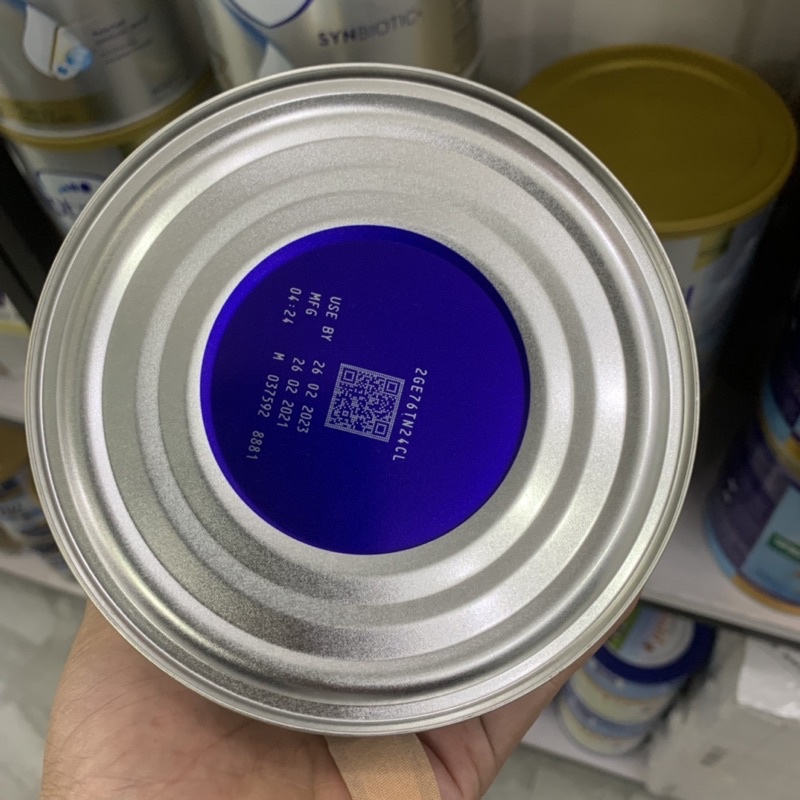 SYNBIOTIC+
2GE76TN24CL
USE BY 26 02 2023
MFG 26 02 2021
04:24 M 037592 8881